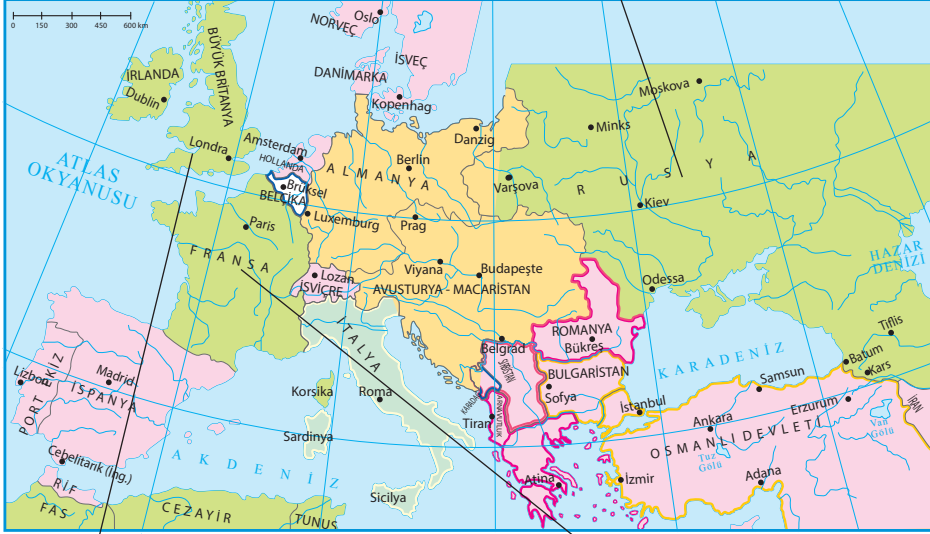 0 150 300 450 600 km
NORVEÇ
Oslo
İSVEÇ
BÜYÜK BRİTANYA
İRLANDA
Dublin
DANİMARKA
Kopenhag
Moskova
Minks
Londra
Amsterdam
HOLLANDA
Danzig
Berlin
ALMANYA
Varşova
RUSYA
ATLAS
OKYANUSU
Brüksel
BELÇİKA
Luxemburg
Prag
Kiev
Paris
FRANSA
HAZAR
DENİZİ
Viyana
Budapeşte
Lozan
İSVİÇRE
AVUSTURYA - MACARİSTAN
Odessa
İTALYA
ROMANYA
Bükreş
Tiflis
Belgrad
SIRBİSTAN
KARADENİZ
Batum
Kars
PORTEKİZ
Lizbon
Madrid
İSPANYA
Korsika
Roma
KARADAĞ
BULGARİSTAN
Sofya
Samsun
İRAN
ARNAVUTLUK
Tiran
İstanbul
Ankara
Erzurum
OSMANLI DEVLETİ
Van
Gölü
Tuz
Gölü
Sardinya
Cebelitarik (ing.)
AKDENİZ
Sicilya
Atina
İzmir
Adana
RİF
FAS
CEZAYİR
TUNUS